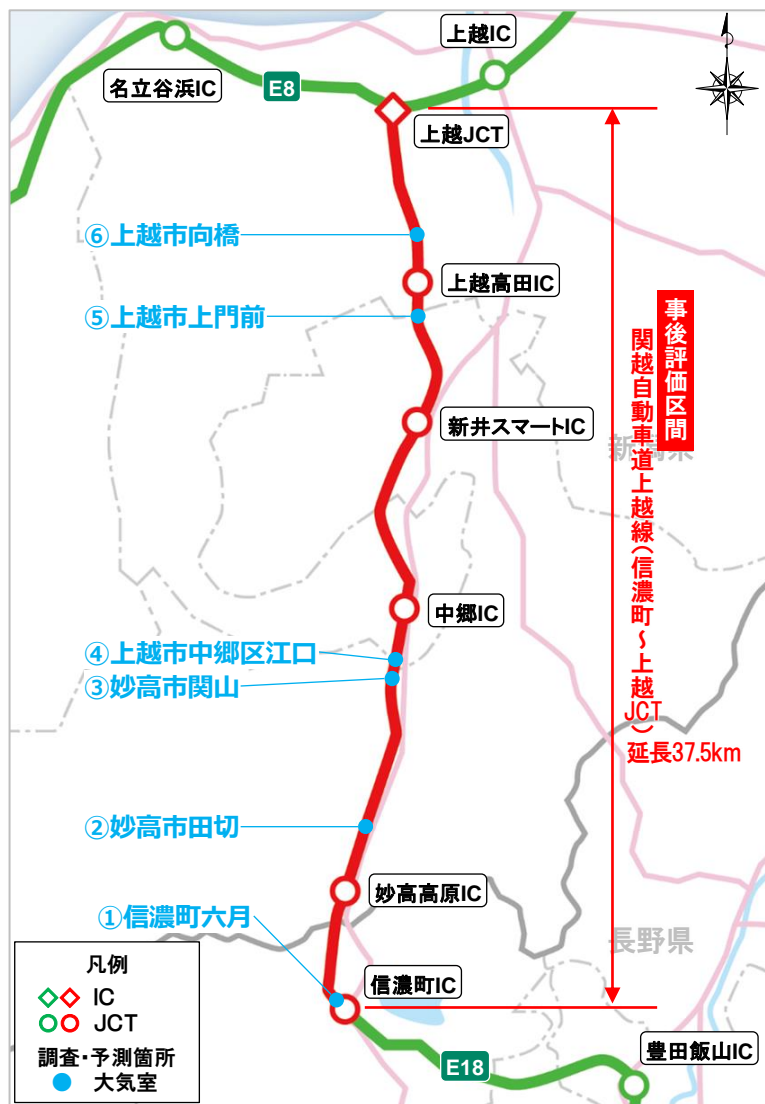 上越IC
名立谷浜IC
E8
上越JCT
⑥上越市向橋
上越高田IC
⑤上越市上門前
事後評価区間
関越自動車道上越線(信濃町~上越JCT)
延長37.5km
新井スマートIC
新潟県
中郷IC
④上越市中郷区江口
③妙高市関山
②妙高市田切
妙高高原IC
①信濃町六月
長野県
信濃町IC
凡例
IC
JCT
調査・予測箇所
大気室
E18
豊田飯山IC